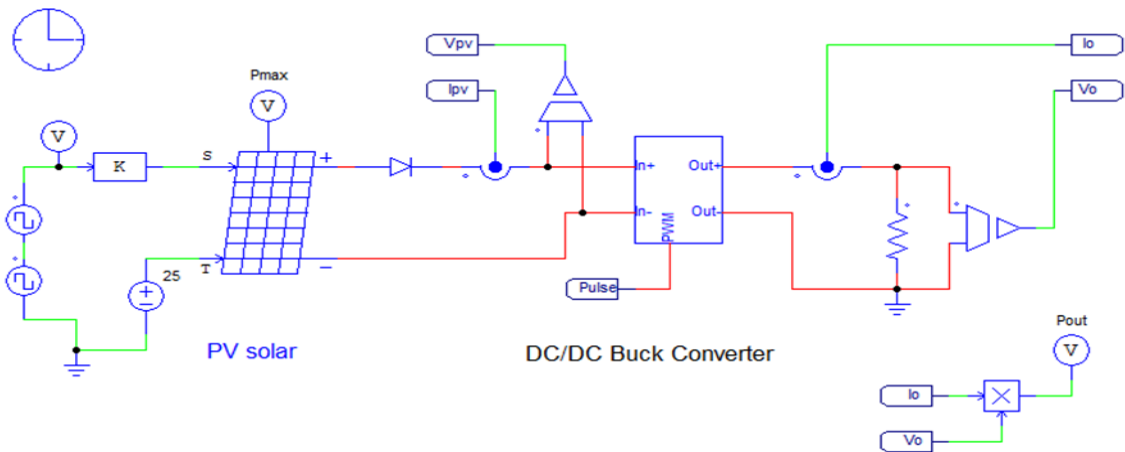 Vpv
Io
Ipv
Vo
Pmax
V
V
S
+
K
In+
Out+
In-
Out-
PWM
T
−
25
Pulse
PV solar
DC/DC Buck Converter
Pout
V
Io
Vo